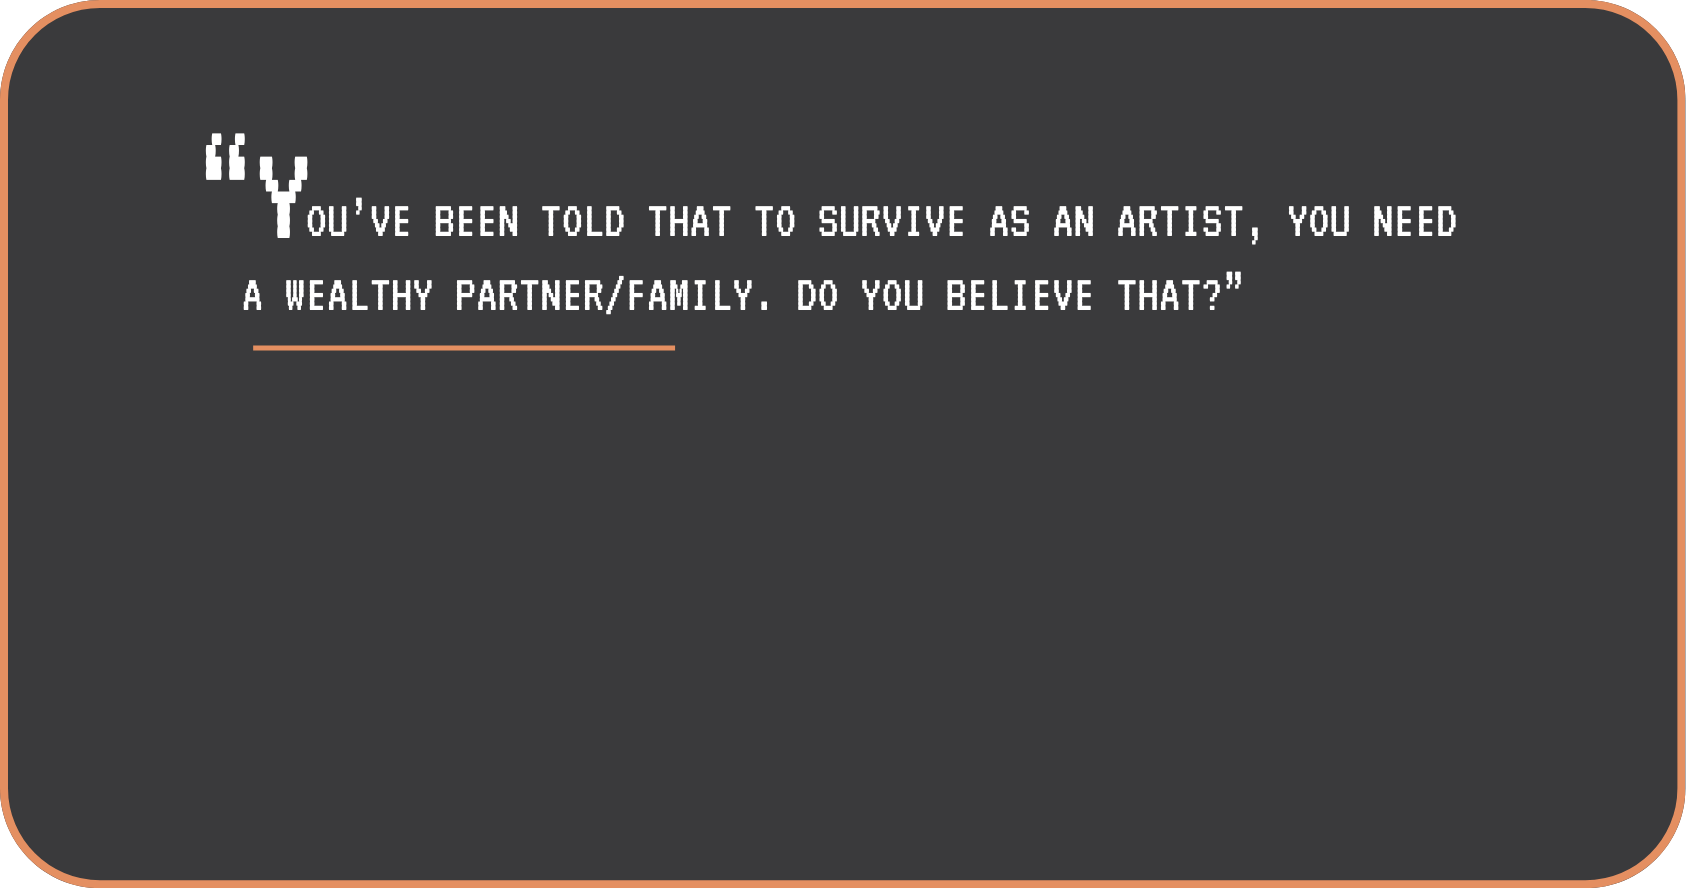 “You’ve been told that to survive as an artist, you need
a wealthy partner/family. Do you believe that?”